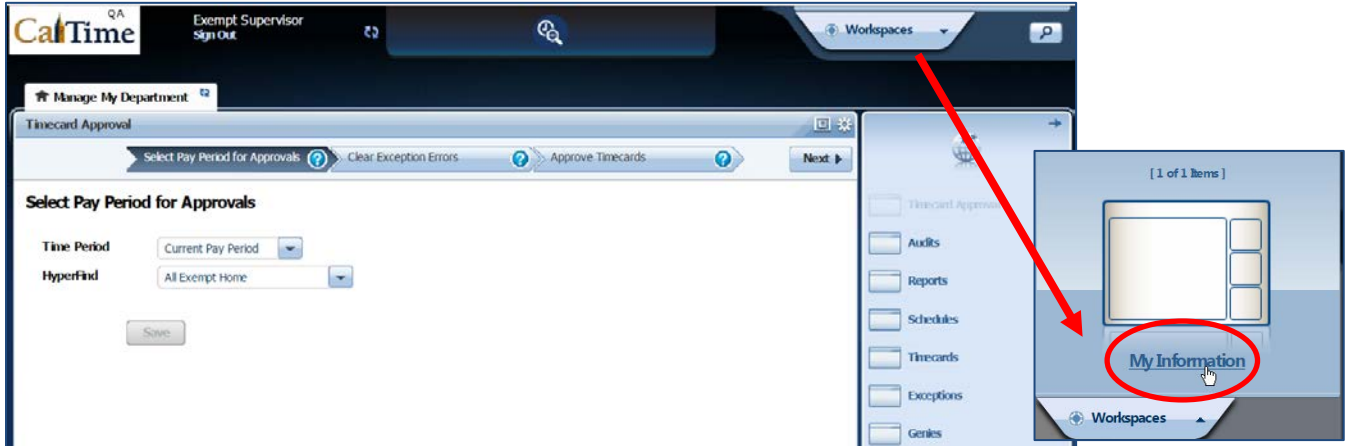 QA
CalTime
Exempt Supervisor
Sign Out
Workspaces
Manage My Department
Timecard Approval
Select Pay Period for Approvals ? Clear Exception Errors ? Approve Timecards ? Next
Select Pay Period for Approvals
Time Period Current Pay Period
HyperFind All Exempt Home
Save
Timecard Approval
Audits
Reports
Schedules
Timecards
Exceptions
Genies
[ 1 of 1 Items ]
My Information
Workspaces